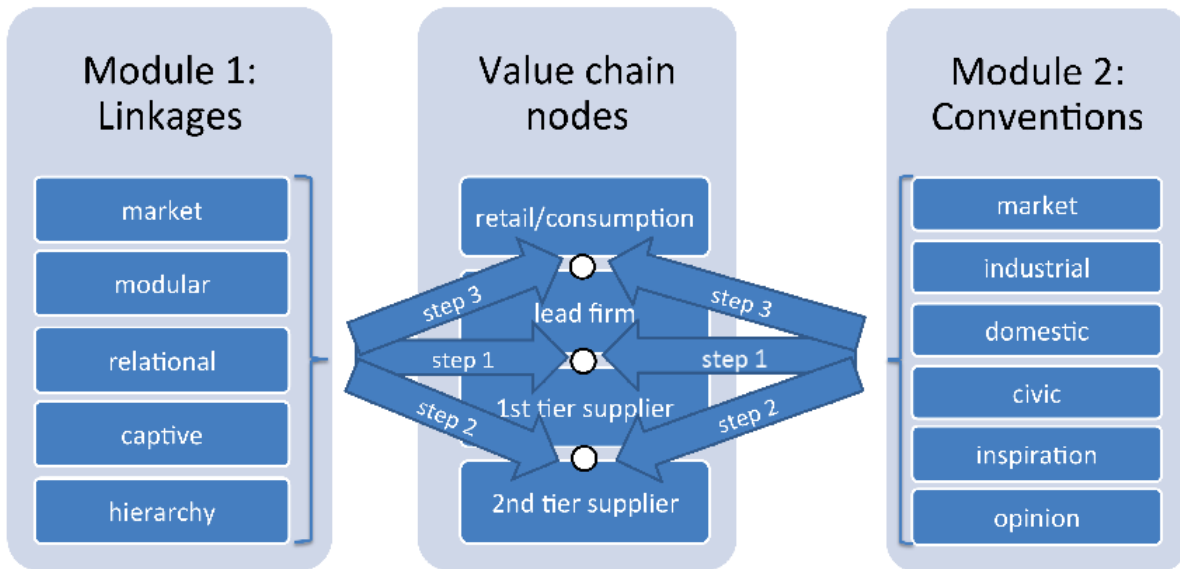 Module 1:
Linkages
market
modular
relational
captive
hierarchy
Value chain
nodes
retail/consumption
lead firm
1st tier supplier
2nd tier supplier
step 3
step 1
step 2
step 3
step 1
step 2
Module 2:
Conventions
market
industrial
domestic
civic
inspiration
opinion